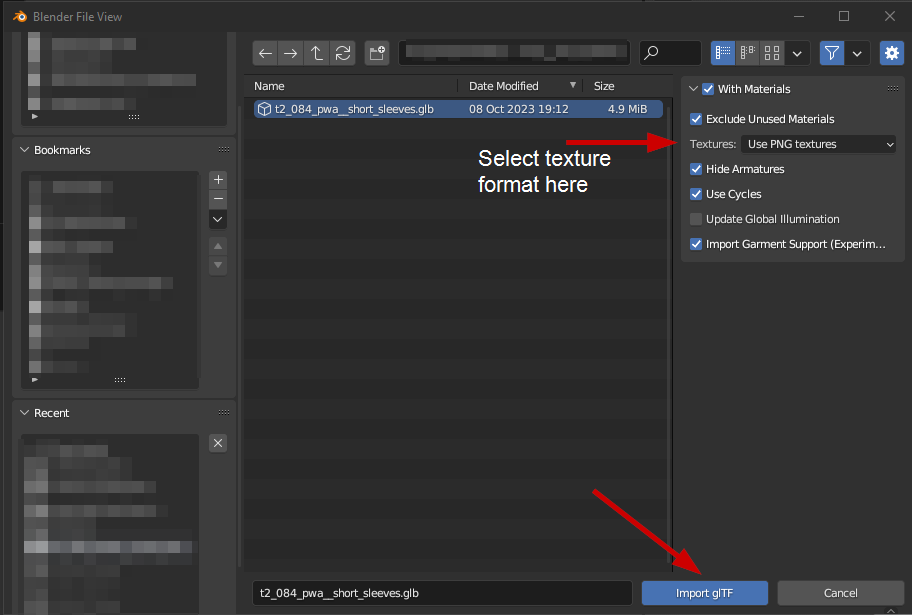 Blender File View
Bookmarks
Recent
Name Date Modified Size
t2_084_pwa__short_sleeves.glb 08 Oct 2023 19:12 4.9 MiB
Select texture
format here
With Materials
Exclude Unused Materials
Textures: Use PNG textures
Hide Armatures
Use Cycles
Update Global Illumination
Import Garment Support (Experim...
t2_084_pwa__short_sleeves.glb
Import glTF
Cancel